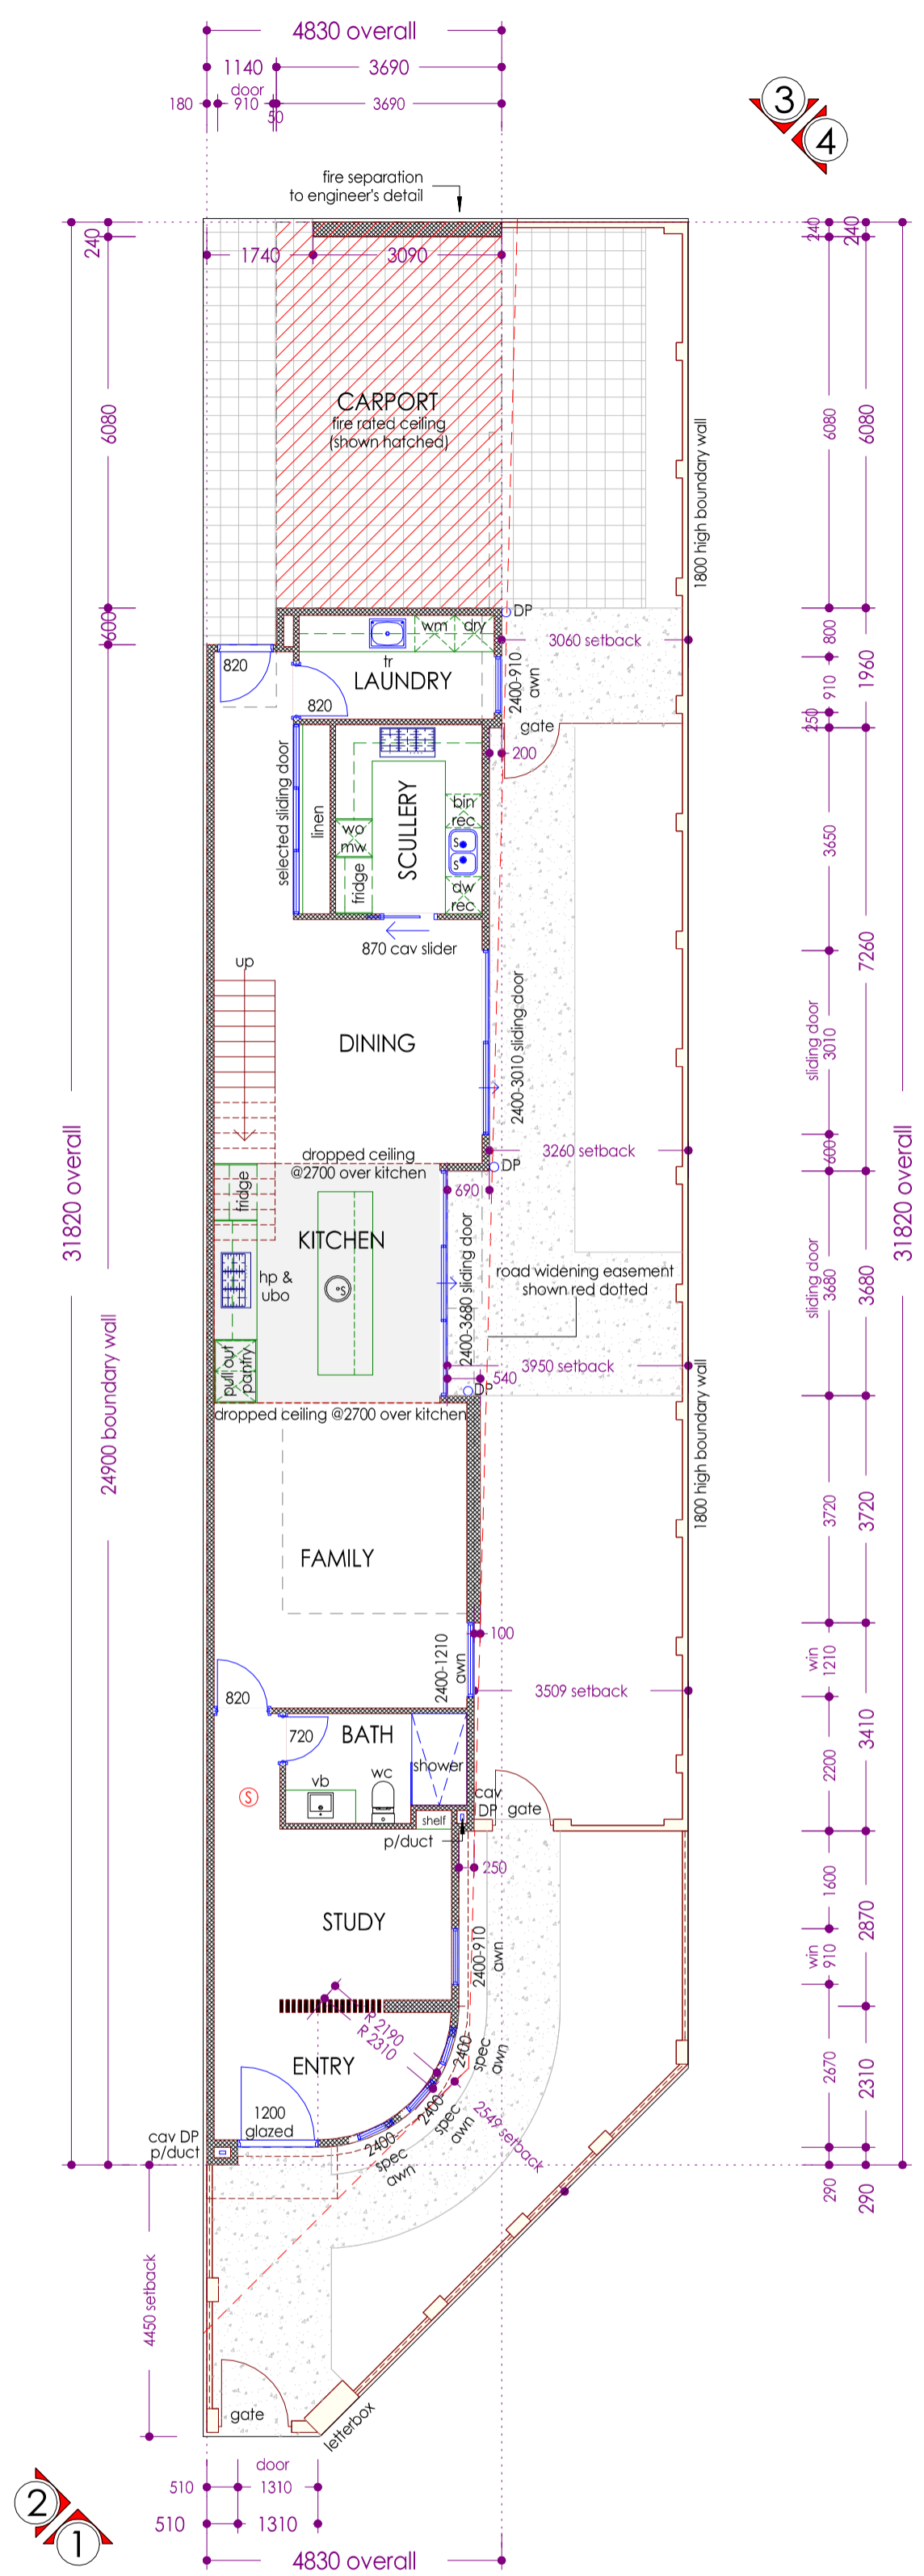 4830 overall
1140
3690
door
180
910
50
3690
3
4
fire separation
to engineer's detail
240
1740
3090
240
240
6080
CARPORT
fire rated ceiling
(shown hatched)
1800 high boundary wall
6080
6080
600
DP
wm
dry
3060 setback
800
1960
820
tr
LAUNDRY
2400-910
awn
910
820
gate
250
200
selected sliding door
linen
SCULLERY
wo
mw
fridge
bin
rec
S
S
dw
rec
3650
7260
870 cav slider
up
DINING
2400-3010 sliding door
sliding door
3010
31820 overall
dropped ceiling
@2700 over kitchen
DP
3260 setback
600
31820 overall
fridge
690
KITCHEN
hp &
ubo
S
2400-3680 sliding door
road widening easement
shown red dotted
sliding door
3680
3680
pull out
pantry
3950 setback
540
DP
dropped ceiling @2700 over kitchen
24900 boundary wall
1800 high boundary wall
3720
3720
FAMILY
100
2400-1210
awn
win
1210
820
3509 setback
3410
720
BATH
shower
2200
vb
wc
S
cav
DP
gate
shelf
p/duct
250
1600
2870
STUDY
2400-910
awn
win
910
R 2190
R 2310
ENTRY
2400-
spec
awn
2670
2310
1200
glazed
2400-
spec
awn
2549 setback
cav DP
p/duct
2400-
spec
awn
290
290
4450 setback
gate
letterbox
door
510
1310
2
1
510
1310
4830 overall